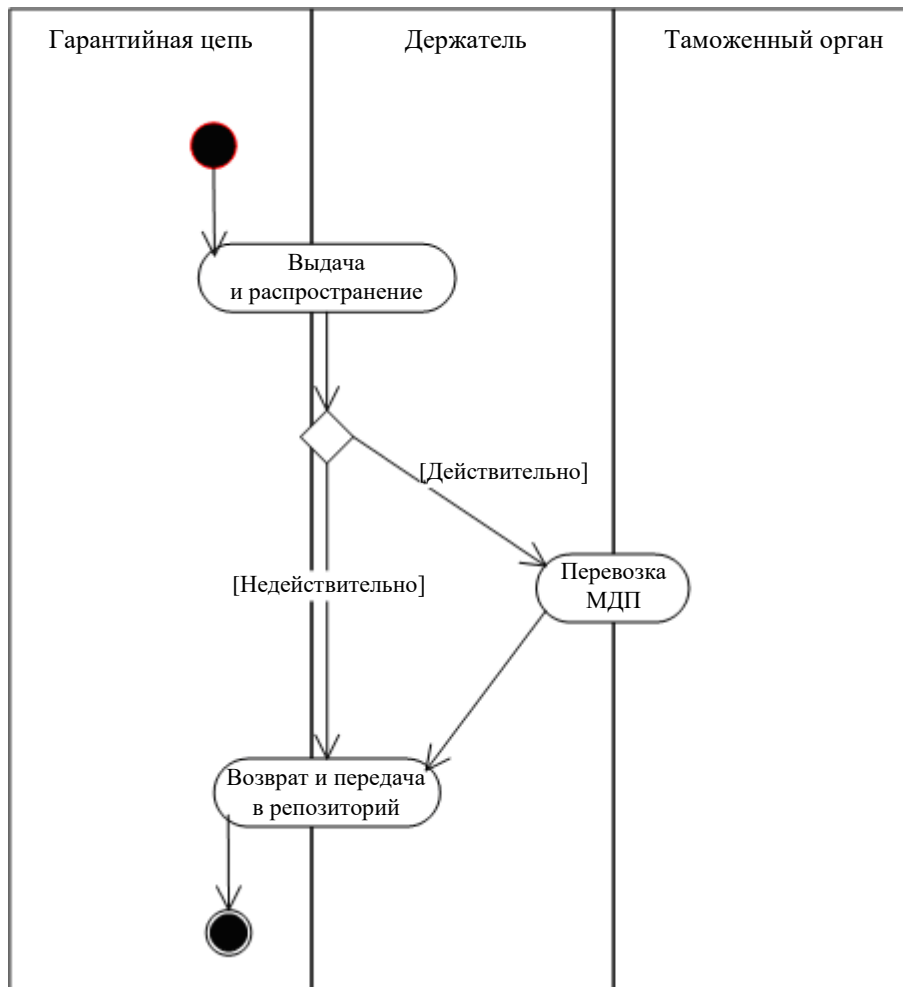 Гарантийная цепь
Держатель
Таможенный орган
Выдача
и распространение
[Действительно]
[Недействительно]
Перевозка
МДП
Возврат и передача
в репозиторий